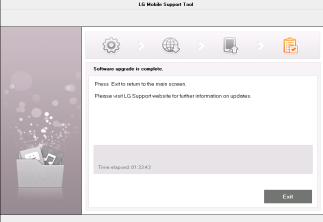 LG Mobile Support Tool
Software upgrade is complete.
Press Exit to return to the main screen.
Please visit LG Support website for further information on updates.
Time elapsed: 01:23:43
Exit